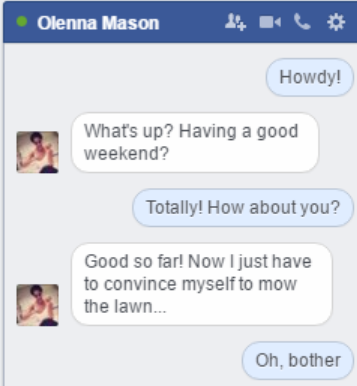 Olenna Mason
Howdy!
What's up? Having a good
weekend?
Totally! How about you?
Good so far! Now I just have
to convince myself to mow
the lawn...
Oh, bother